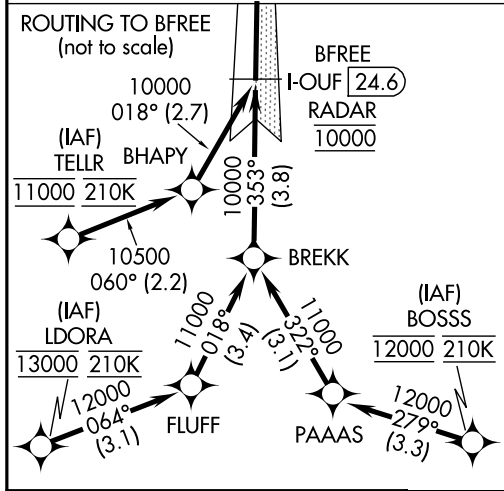 ROUTING TO BFREE
(not to scale)
BFREE
I-OUF 24.6
RADAR
10000
10000
018° (2.7)
(IAF)
TELLR
11000 210K
BHAPY
10500
060° (2.2)
10000
353°
(3.8)
BREKK
(IAF)
LDORA
13000 210K
11000
018°
(3.4)
11000
322°
(3.1)
(IAF)
BOSSS
12000 210K
12000
064°
(3.1)
FLUFF
PAAAS
12000
279°
(3.3)